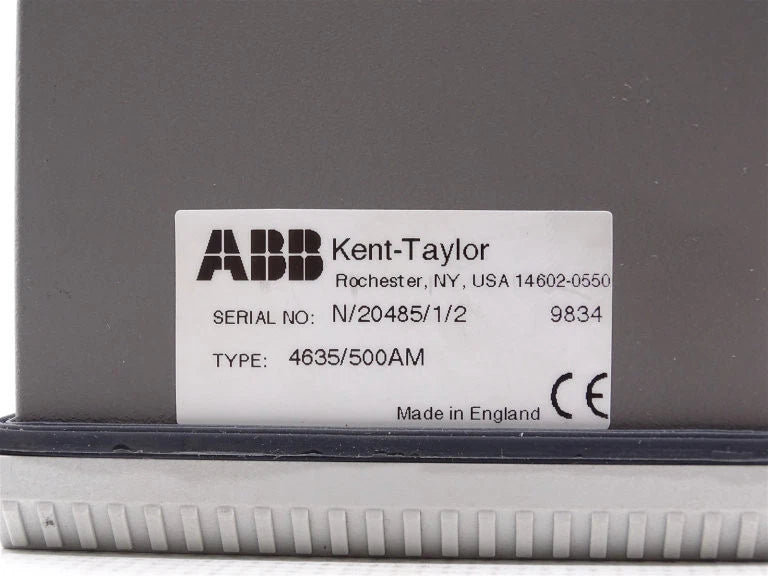 ABB Kent-Taylor
Rochester, NY, USA 14602-0550
SERIAL NO: N/20485/1/2 9834
TYPE: 4635/500AM
Made in England CE